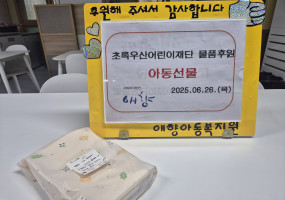 후원해 주셔서 감사합니다
초록우산어린이재단 물품후원
아동선물
애향
2025.06.26.(목)
애향아동복지원